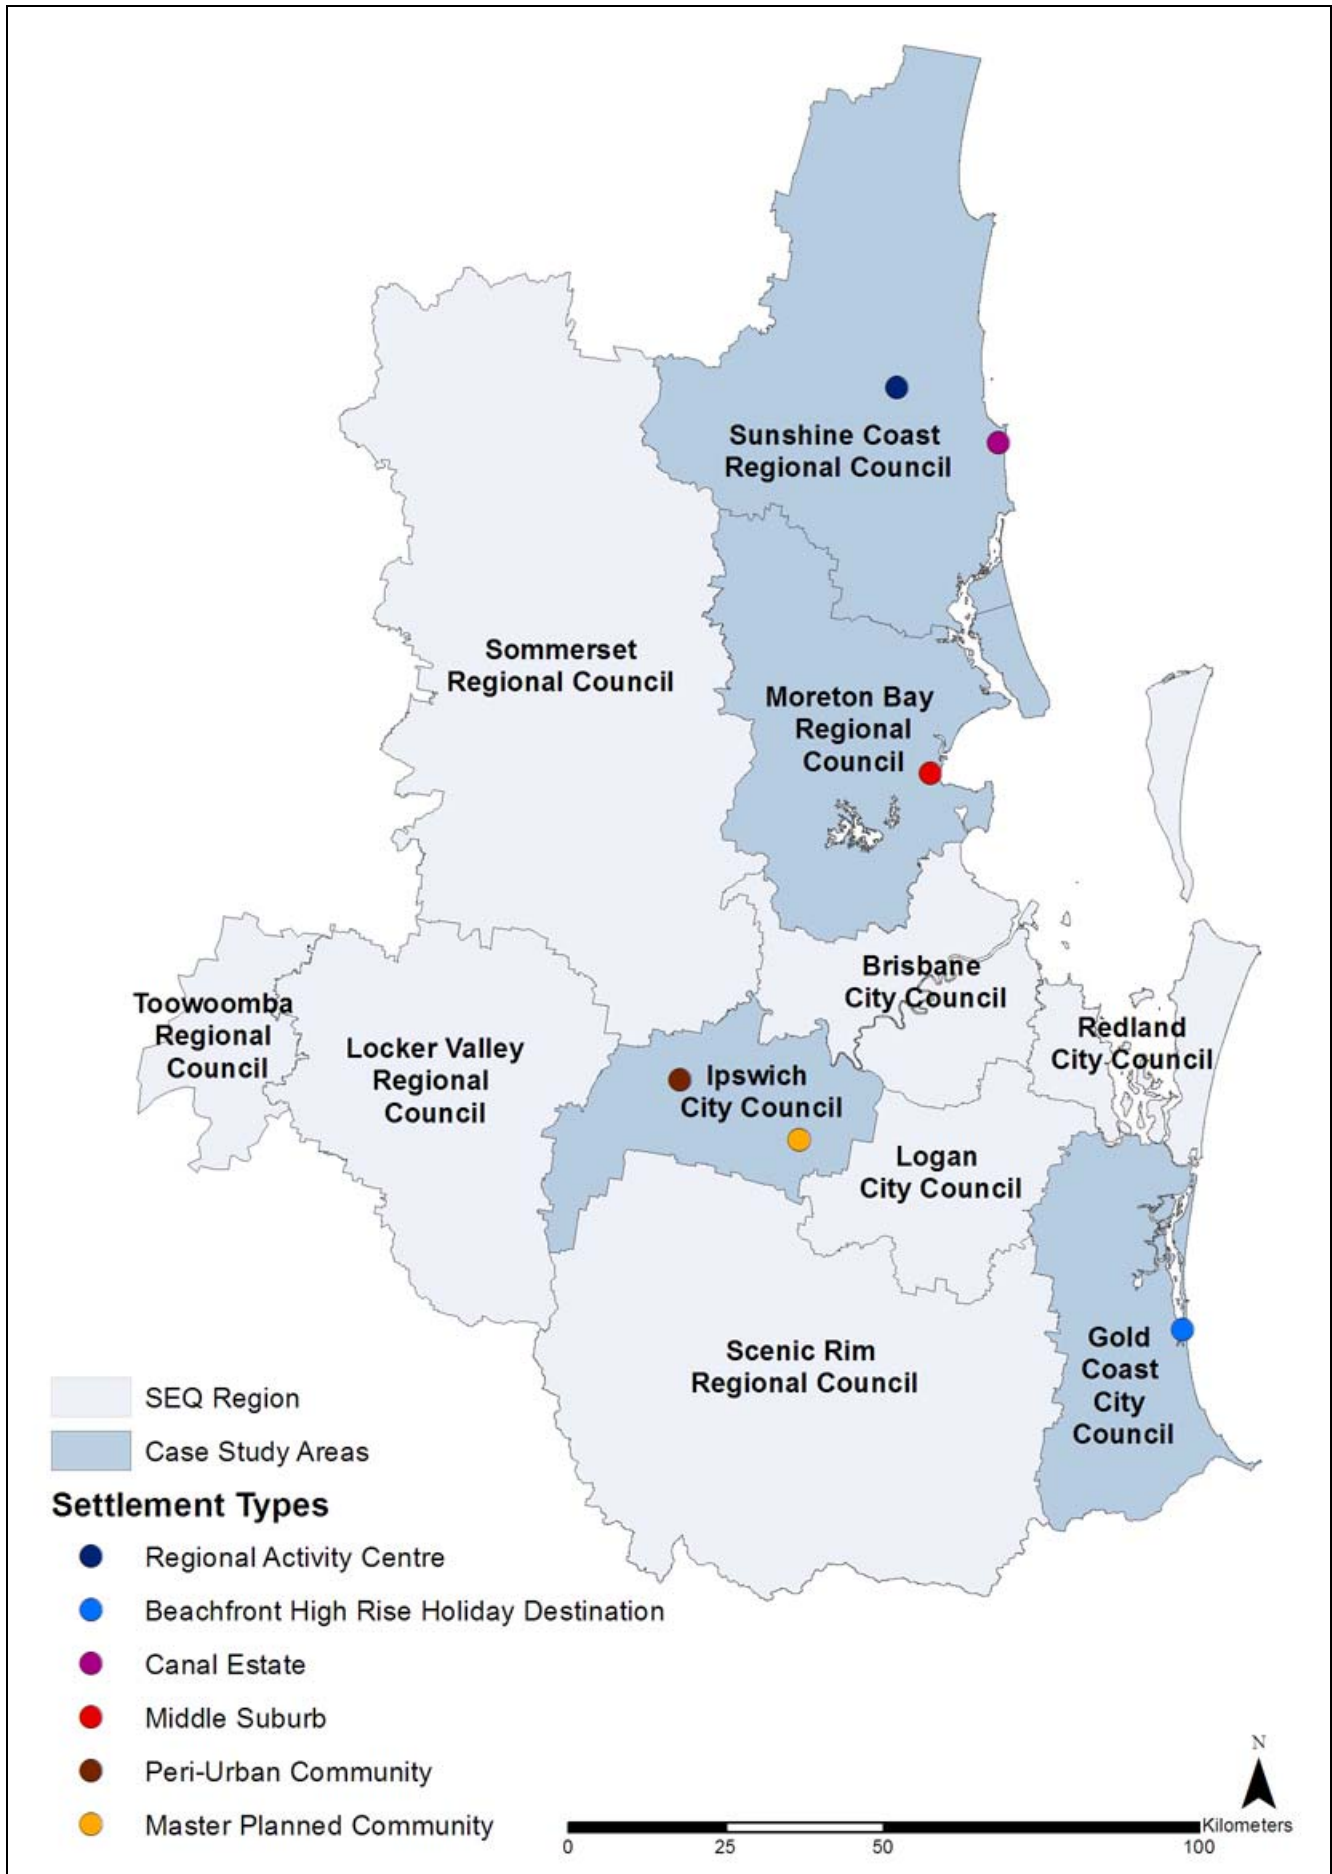 Sunshine Coast
Regional Council
Sommerset
Regional Council
Moreton Bay
Regional
Council
Brisbane
City Council
Toowoomba
Regional
Council
Locker Valley
Regional
Council
Ipswich
City Council
Redland
City Council
Logan
City Council
Scenic Rim
Regional Council
Gold
Coast
City
Council
SEQ Region
Case Study Areas
Settlement Types
Regional Activity Centre
Beachfront High Rise Holiday Destination
Canal Estate
Middle Suburb
Peri-Urban Community
Master Planned Community
N
Kilometers
0 25 50 100